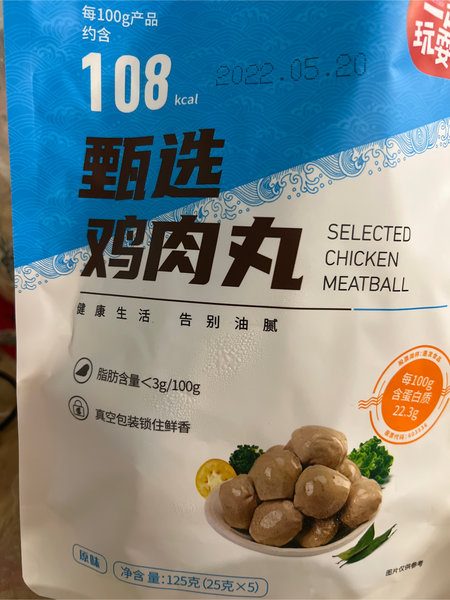 每100g产品
约含
108 kcal
2022.05.20
甄选
鸡肉丸
SELECTED
CHICKEN
MEATBALL
健康生活 告别油腻
脂肪含量＜3g/100g
真空包装锁住鲜香
每100g
含蛋白质
22.3g
图片仅供参考
原味
净含量:125克(25克×5)